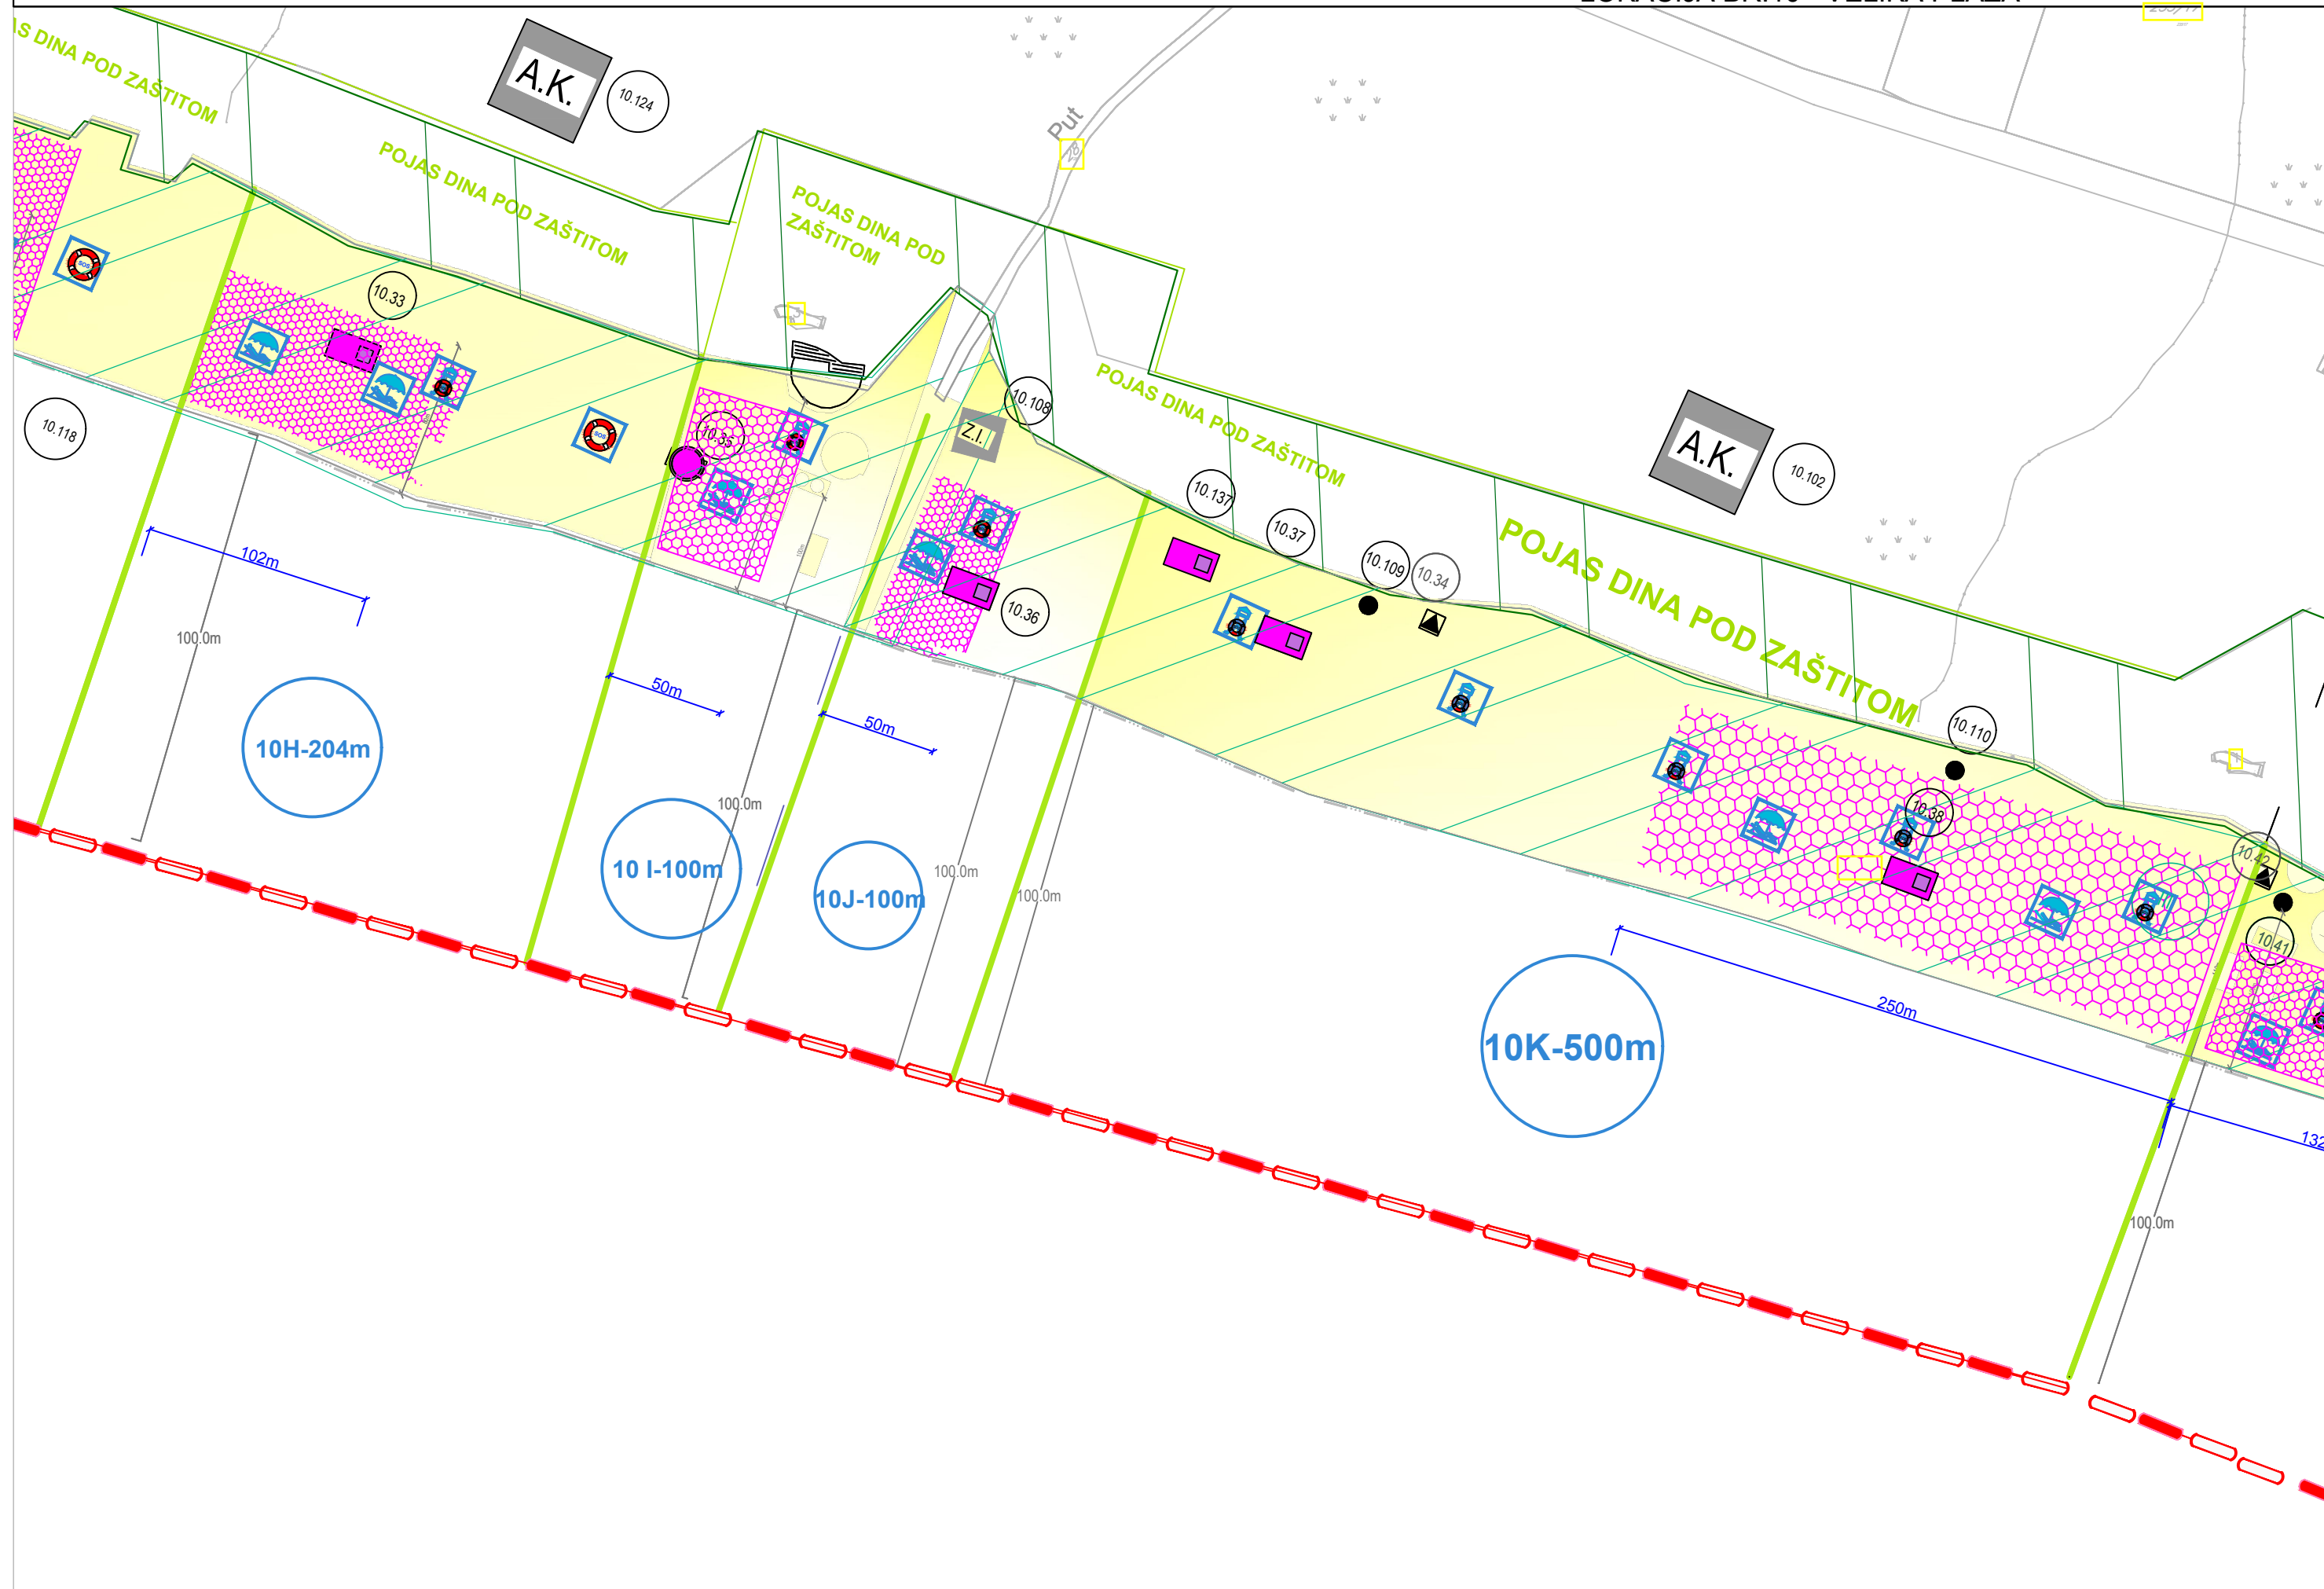 POJAS DINA POD ZAŠTITOM
A.K.
10.124
Put
POJAS DINA POD ZAŠTITOM
POJAS DINA POD
ZAŠTITOM
10.33
SOS
10.118
SOS
10.35
Z.I.
10.108
POJAS DINA POD ZAŠTITOM
A.K.
10.102
10.137
10.37
10.109
10.34
POJAS DINA POD ZAŠTITOM
10.36
10.110
10.38
10.42
10.41
102m
100.0m
50m
50m
10H-204m
100.0m
10 I-100m
10J-100m
100.0m
100.0m
250m
10K-500m
132
100.0m